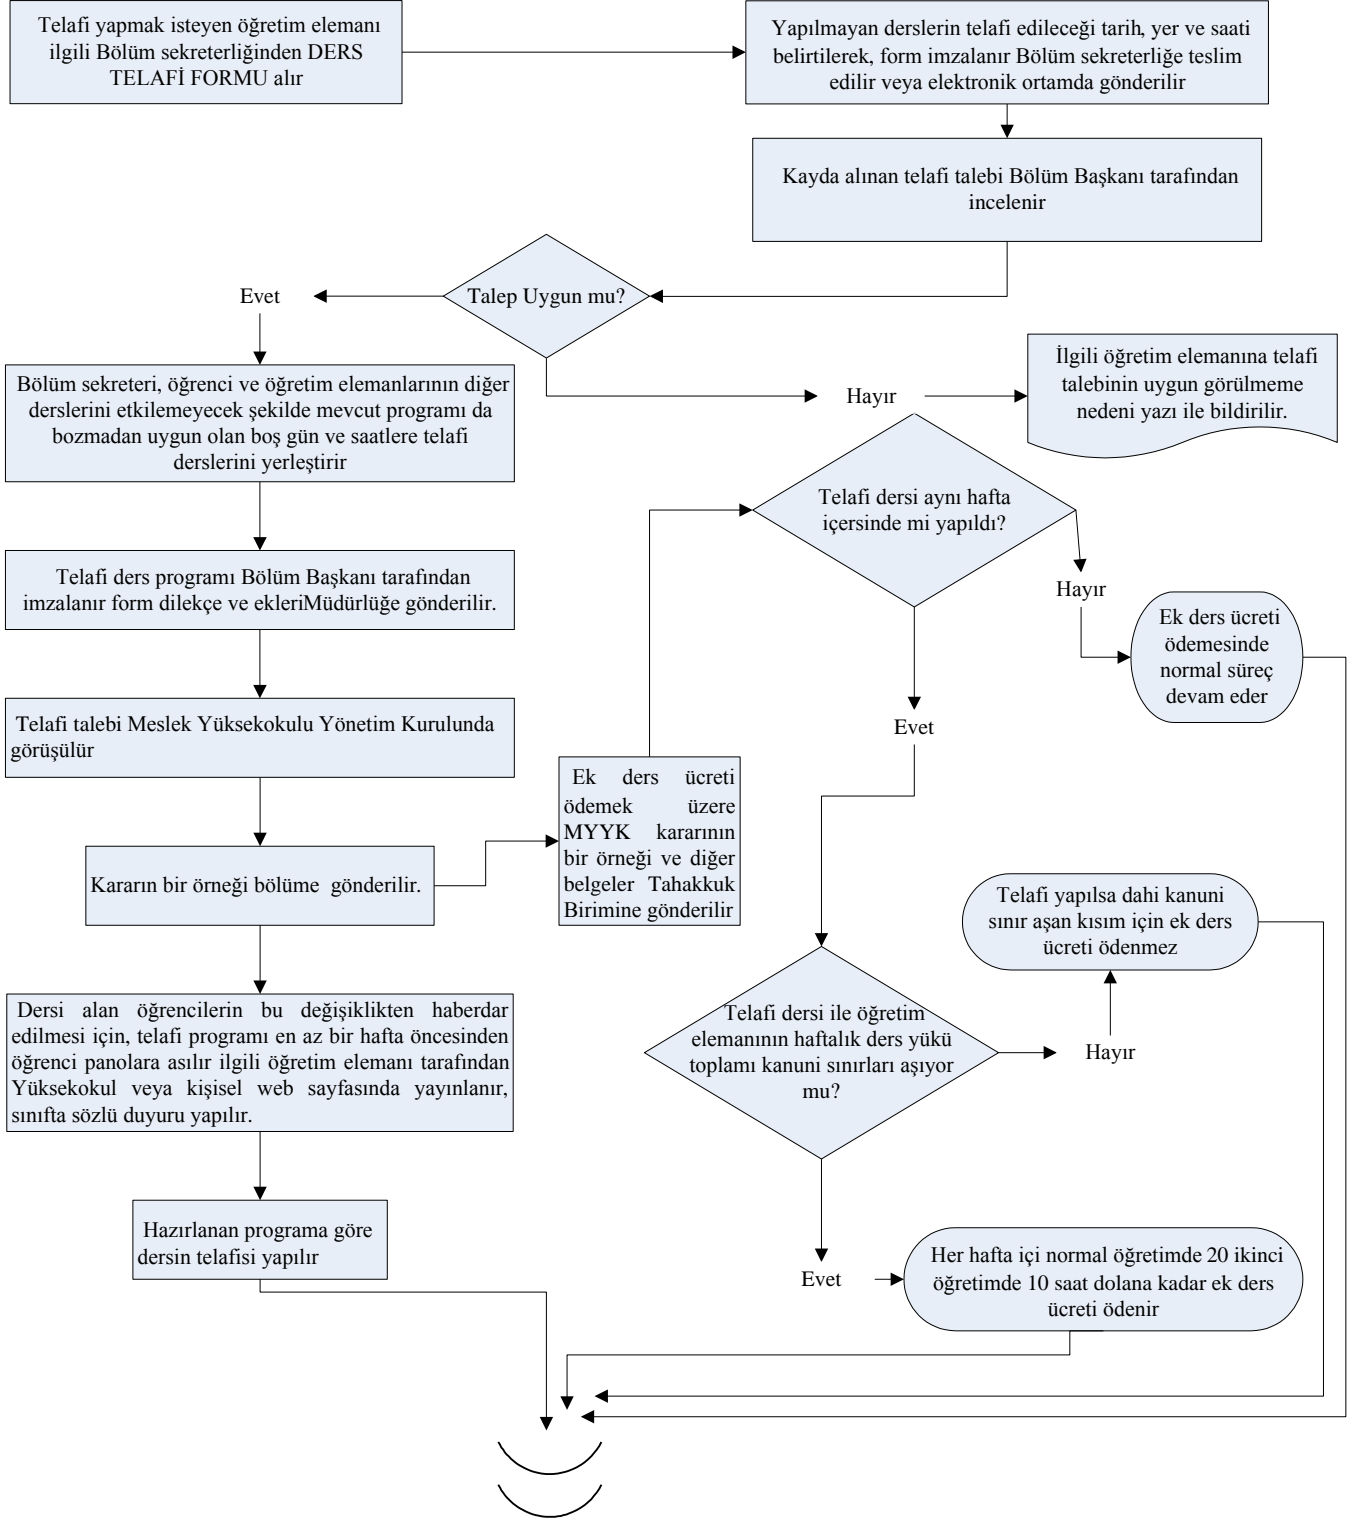 Telafi yapmak isteyen öğretim elemanı
ilgili Bölüm sekreterliğinden DERS
TELAFİ FORMU alır
Yapılmayan derslerin telafi edileceği tarih, yer ve saati
belirtilerek, form imzalanır Bölüm sekreterliğe teslim
edilir veya elektronik ortamda gönderilir
Kayda alınan telafi talebi Bölüm Başkanı tarafından
incelenir
Talep Uygun mu?
Evet
Hayır
İlgili öğretim elemanına telafi
talebinin uygun görülmeme
nedeni yazı ile bildirilir.
Bölüm sekreteri, öğrenci ve öğretim elemanlarının diğer
derslerini etkilemeyecek şekilde mevcut programı da
bozmadan uygun olan boş gün ve saatlere telafi
derslerini yerleştirir
Telafi ders programı Bölüm Başkanı tarafından
imzalanır form dilekçe ve ekleriMüdürlüğe gönderilir.
Telafi talebi Meslek Yüksekokulu Yönetim Kurulunda
görüşülür
Kararın bir örneği bölüme gönderilir.
Ek ders ücreti
ödemek üzere
MYYK kararının
bir örneği ve diğer
belgeler Tahakkuk
Birimine gönderilir
Telafi dersi aynı hafta
içersinde mi yapıldı?
Hayır
Ek ders ücreti
ödemesinde
normal süreç
devam eder
Evet
Telafi dersi ile öğretim
elemanının haftalık ders yükü
toplamı kanuni sınırları aşıyor
mu?
Hayır
Telafi yapılsa dahi kanuni
sınır aşan kısım için ek ders
ücreti ödenmez
Evet
Her hafta içi normal öğretimde 20 ikinci
öğretimde 10 saat dolana kadar ek ders
ücreti ödenir
Dersi alan öğrencilerin bu değişiklikten haberdar
edilmesi için, telafi programı en az bir hafta öncesinden
öğrenci panolara asılır ilgili öğretim elemanı tarafından
Yüksekokul veya kişisel web sayfasında yayınlanır,
sınıfta sözlü duyuru yapılır.
Hazırlanan programa göre
dersin telafisi yapılır